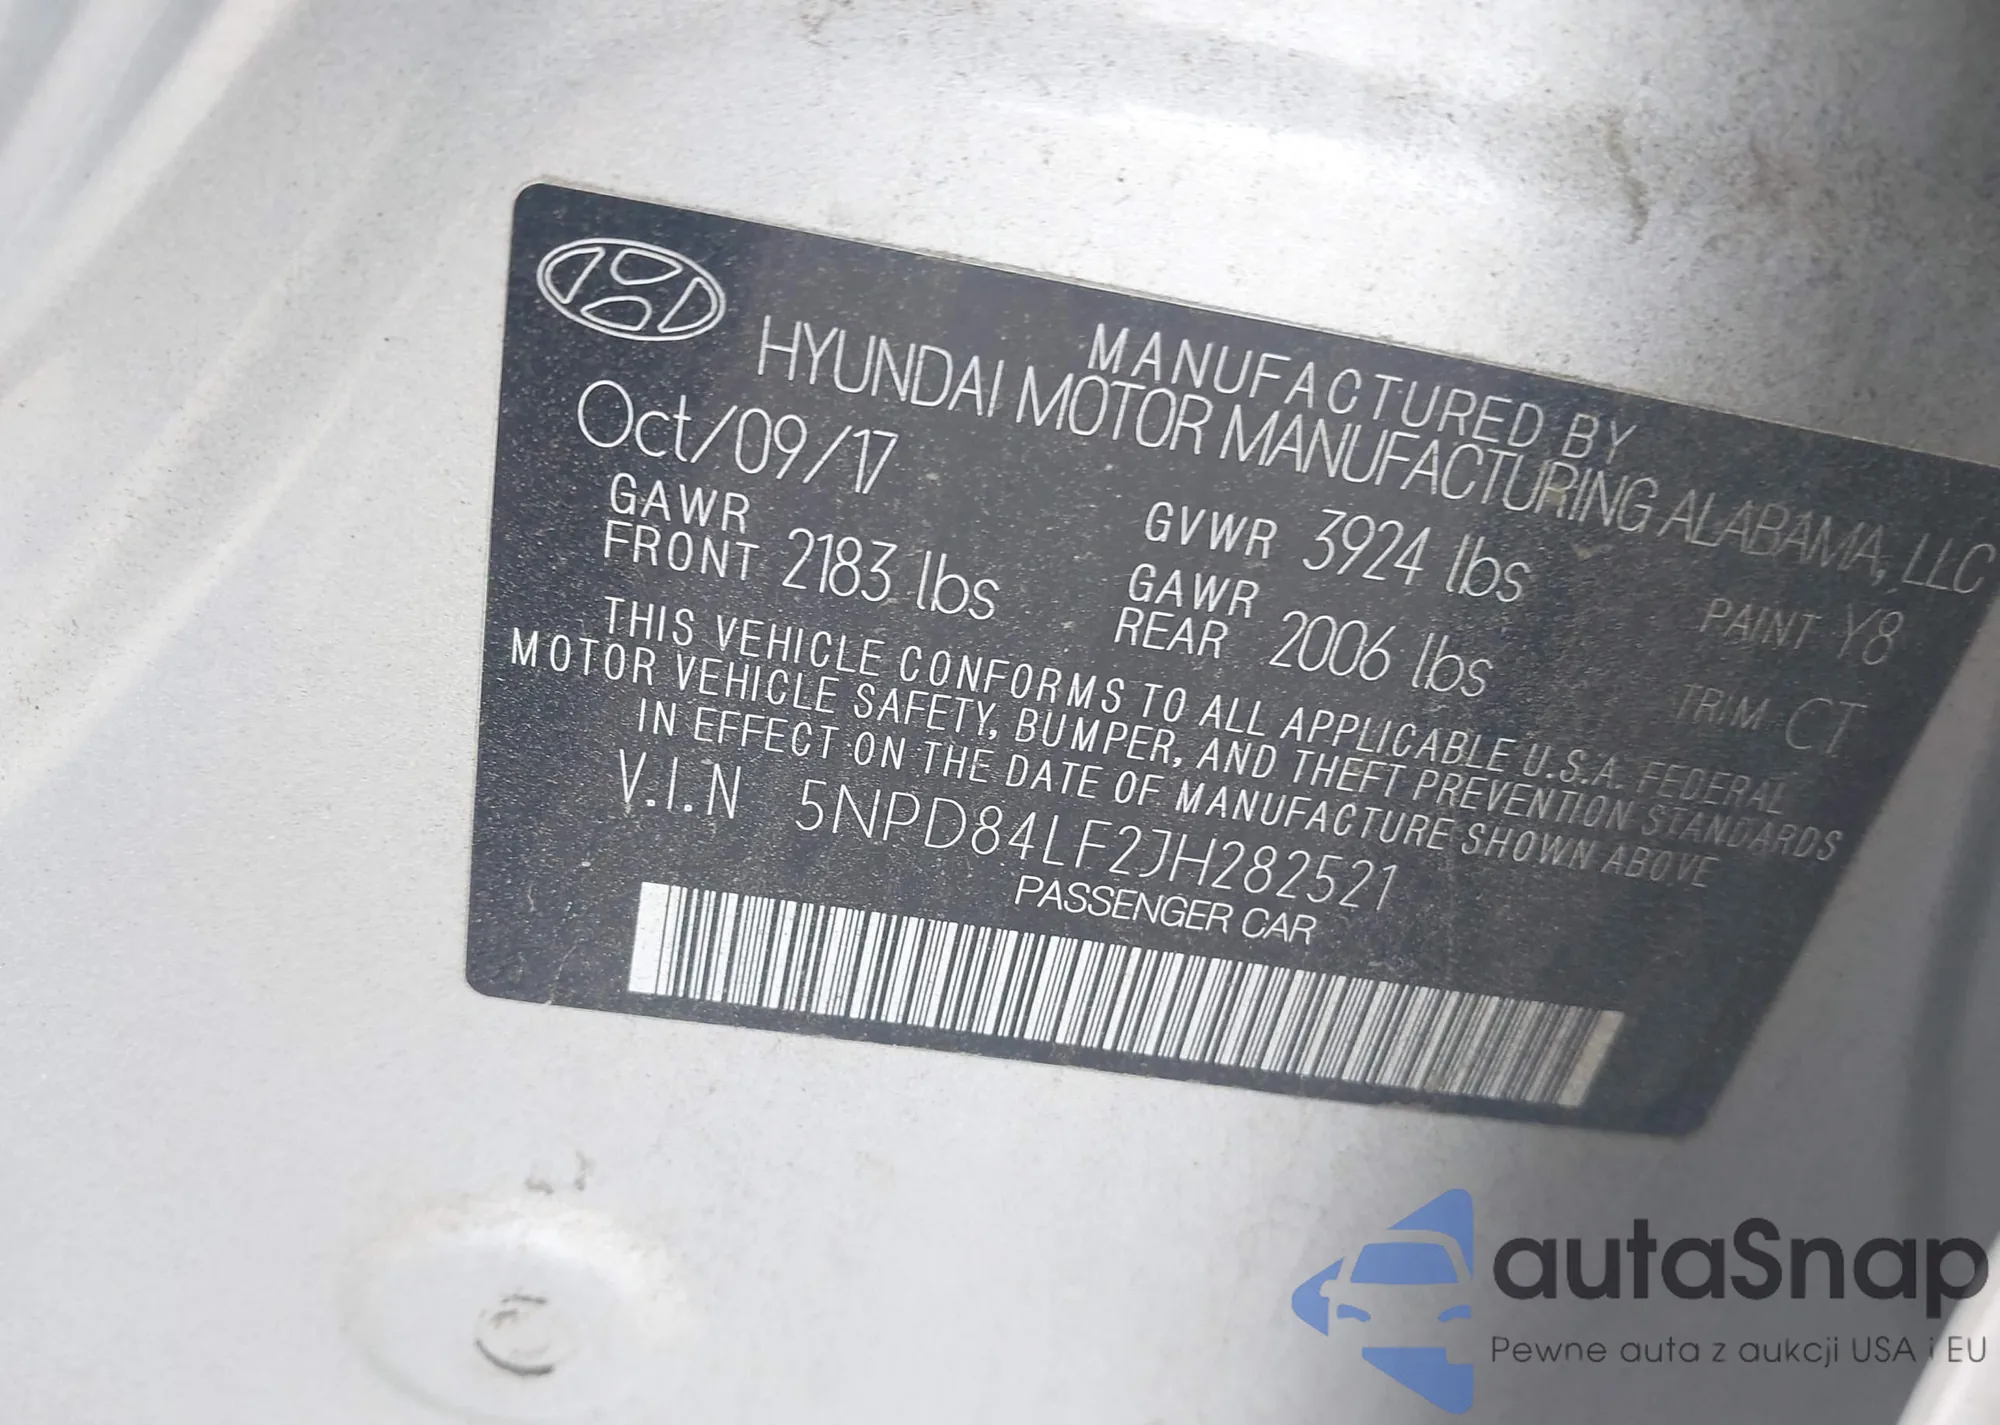 MANUFACTURED BY
HYUNDAI MOTOR MANUFACTURING ALABAMA, LLC
Oct/09/17
GAWR FRONT 2183 lbs
GVWR 3924 lbs
GAWR REAR 2006 lbs
PAINT Y8
TRIM CT
THIS VEHICLE CONFORMS TO ALL APPLICABLE U.S.A. FEDERAL
MOTOR VEHICLE SAFETY, BUMPER, AND THEFT PREVENTION STANDARDS
IN EFFECT ON THE DATE OF MANUFACTURE SHOWN ABOVE
V.I.N 5NPD84LF2JH282521
PASSENGER CAR
autaSnap
Pewne auta z aukcji USA i EU